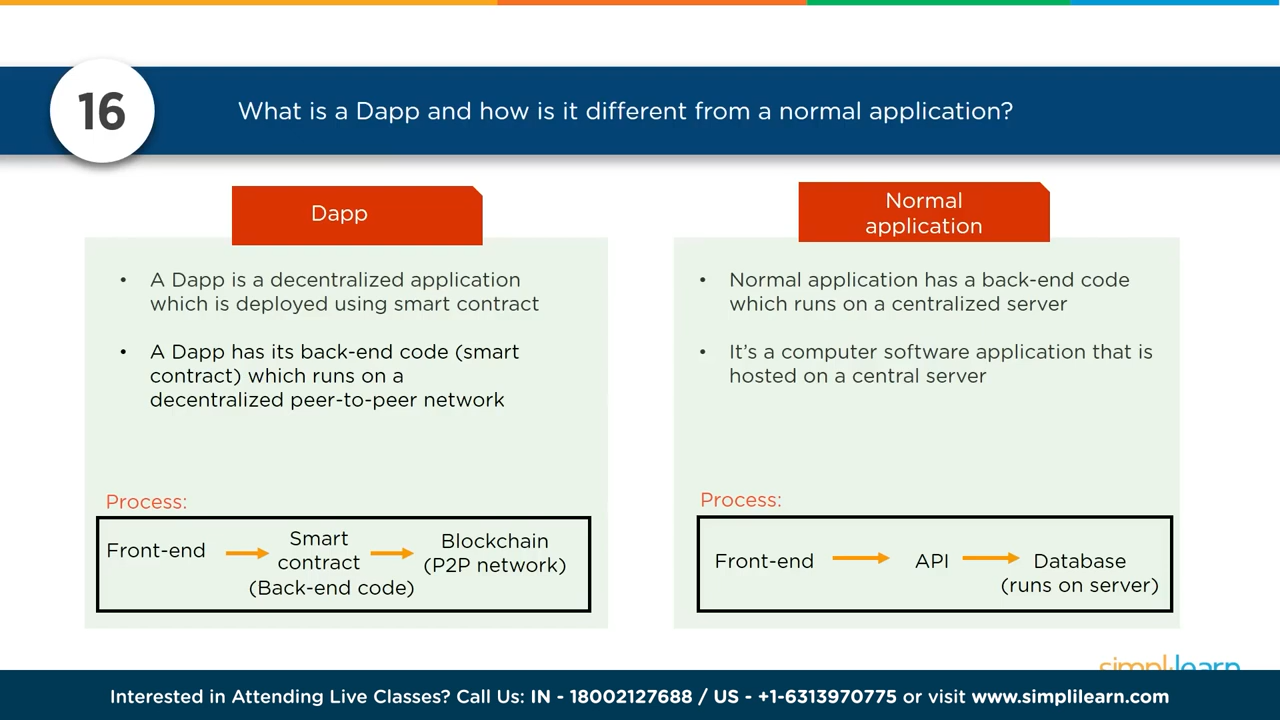 16
What is a Dapp and how is it different from a normal application?
Dapp
• A Dapp is a decentralized application
which is deployed using smart contract
• A Dapp has its back-end code (smart
contract) which runs on a
decentralized peer-to-peer network
Process:
Front-end
Smart
contract
(Back-end code)
Blockchain
(P2P network)
Normal
application
• Normal application has a back-end code
which runs on a centralized server
• It's a computer software application that is
hosted on a central server
Process:
Front-end
API
Database
(runs on server)
simplilearn
Interested in Attending Live Classes? Call Us: IN - 18002127688 / US - +1-6313970775 or visit www.simplilearn.com